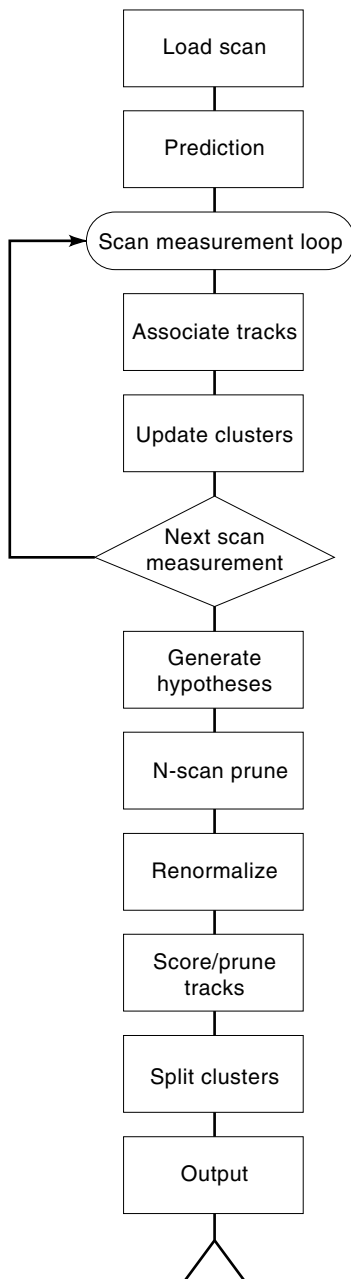 Load scan
Prediction
Scan measurement loop
Associate tracks
Update clusters
Next scan
measurement
Generate
hypotheses
N-scan prune
Renormalize
Score/prune
tracks
Split clusters
Output